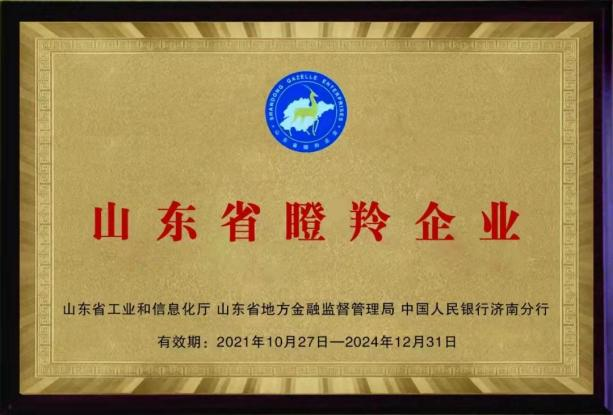 SHANDONG GAZELLE ENTERPRISES
山东省瞪羚企业
山东省瞪羚企业
山东省工业和信息化厅 山东省地方金融监督管理局 中国人民银行济南分行
有效期：2021年10月27日—2024年12月31日